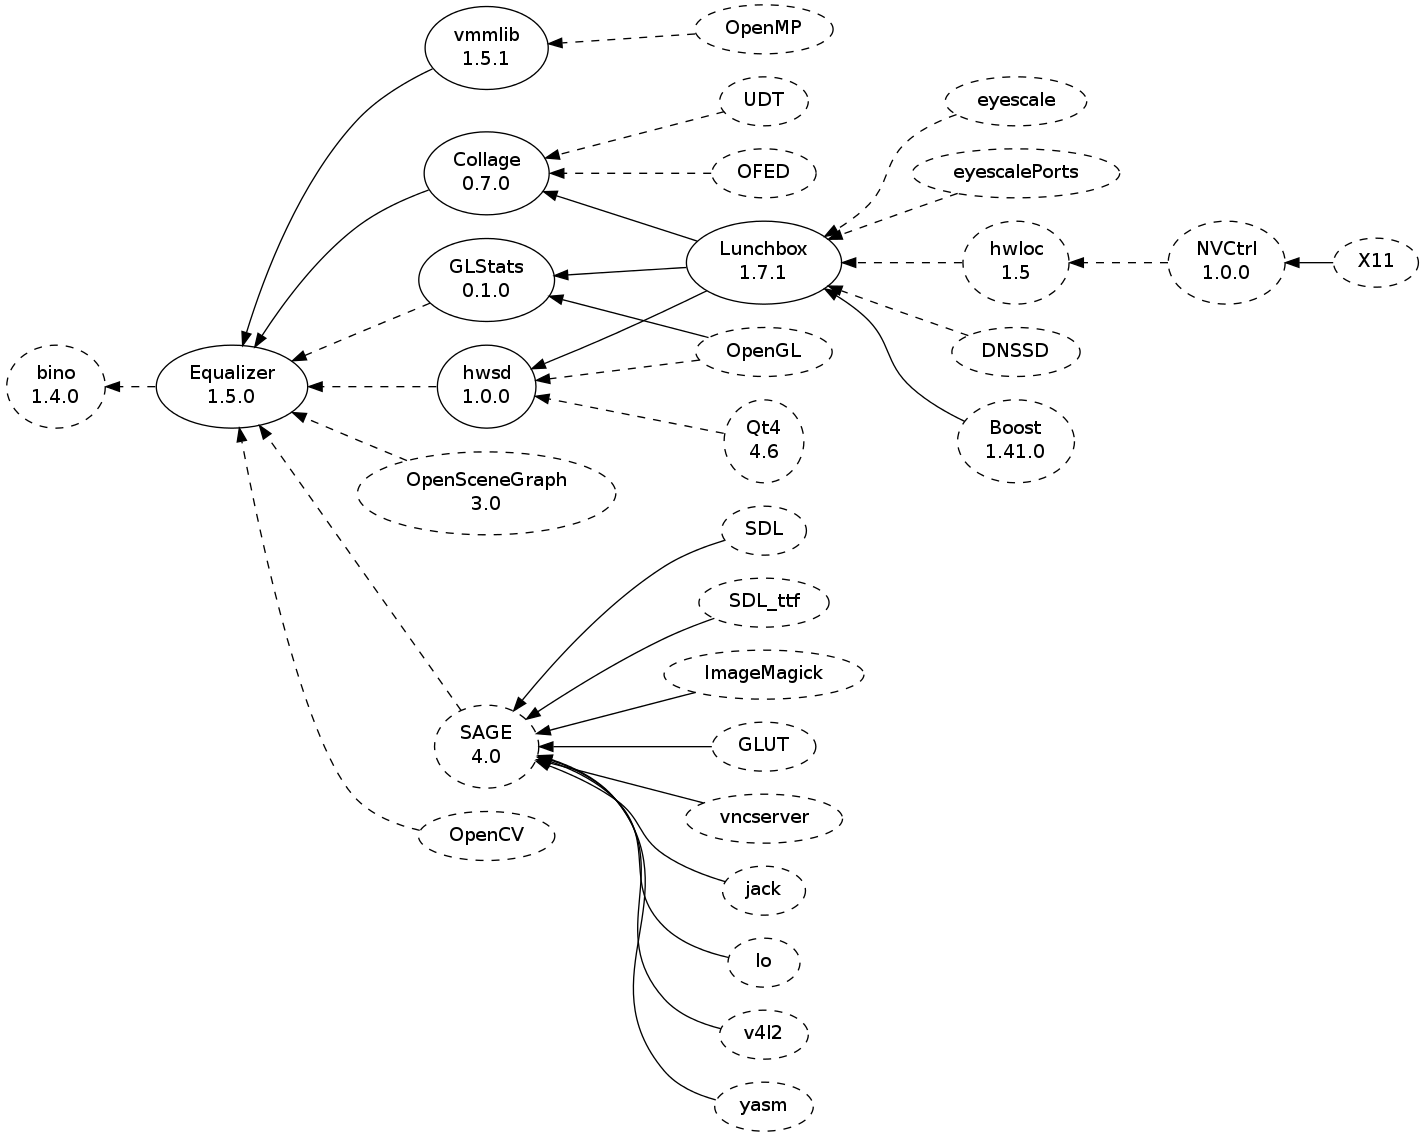 vmmlib
1.5.1
OpenMP
UDT
eyescale
Collage
0.7.0
OFED
eyescalePorts
GLStats
0.1.0
Lunchbox
1.7.1
hwloc
1.5
NVCtrl
1.0.0
X11
OpenGL
DNSSD
bino
1.4.0
Equalizer
1.5.0
hwsd
1.0.0
Qt4
4.6
Boost
1.41.0
OpenSceneGraph
3.0
SDL
SDL_ttf
ImageMagick
SAGE
4.0
GLUT
vncserver
OpenCV
jack
lo
v4l2
yasm